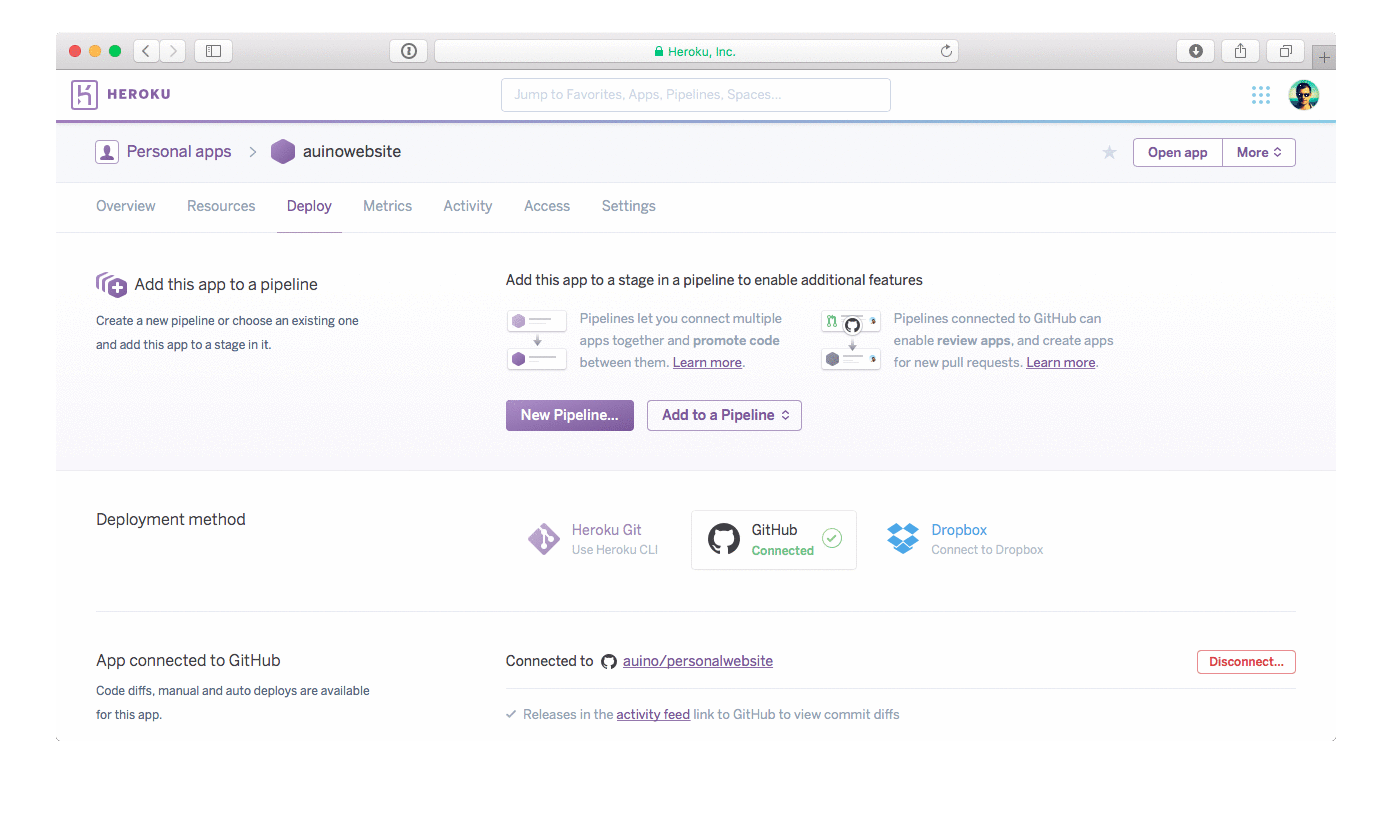 Heroku, Inc.
HEROKU
Jump to Favorites, Apps, Pipelines, Spaces...
Personal apps > auinowebsite
Open app
More
Overview
Resources
Deploy
Metrics
Activity
Access
Settings
Add this app to a pipeline
Create a new pipeline or choose an existing one
and add this app to a stage in it.
Add this app to a stage in a pipeline to enable additional features
Pipelines let you connect multiple
apps together and promote code
between them. Learn more.
Pipelines connected to GitHub can
enable review apps, and create apps
for new pull requests. Learn more.
New Pipeline...
Add to a Pipeline
Deployment method
Heroku Git
Use Heroku CLI
GitHub
Connected
Dropbox
Connect to Dropbox
App connected to GitHub
Code diffs, manual and auto deploys are available
for this app.
Connected to auino/personalwebsite
Disconnect...
Releases in the activity feed link to GitHub to view commit diffs